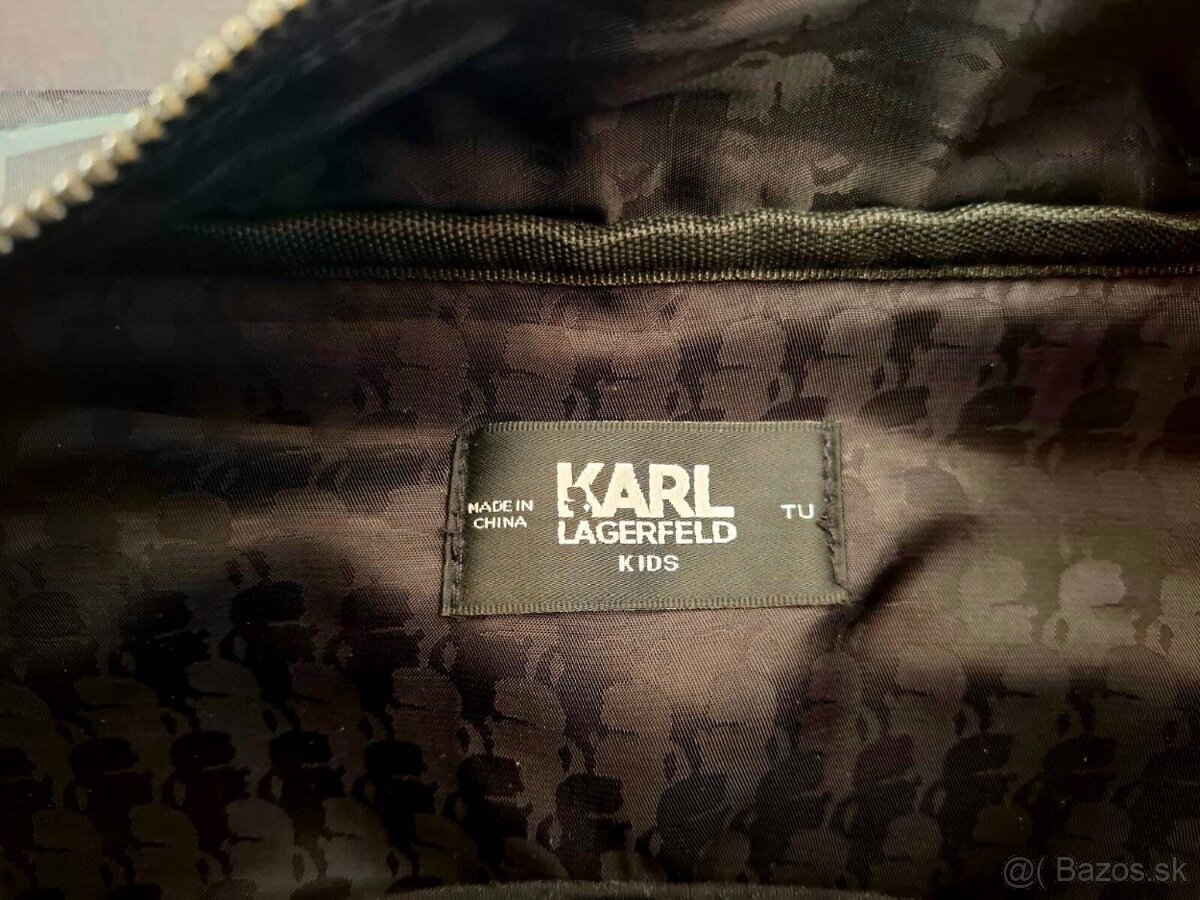 MADE IN
CHINA
KARL
LAGERFELD
KIDS
TU
@( Bazos.sk